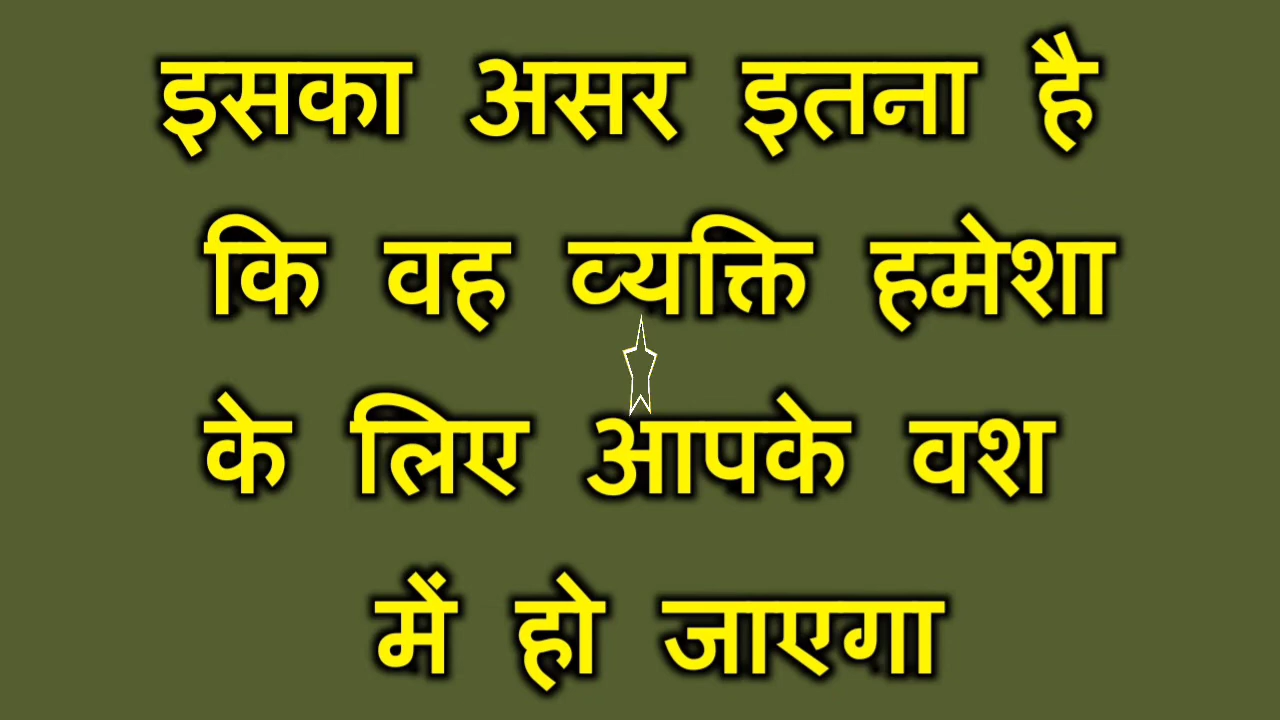 इसका असर इतना है
कि वह व्यक्ति हमेशा
के लिए आपके वश
में हो जाएगा